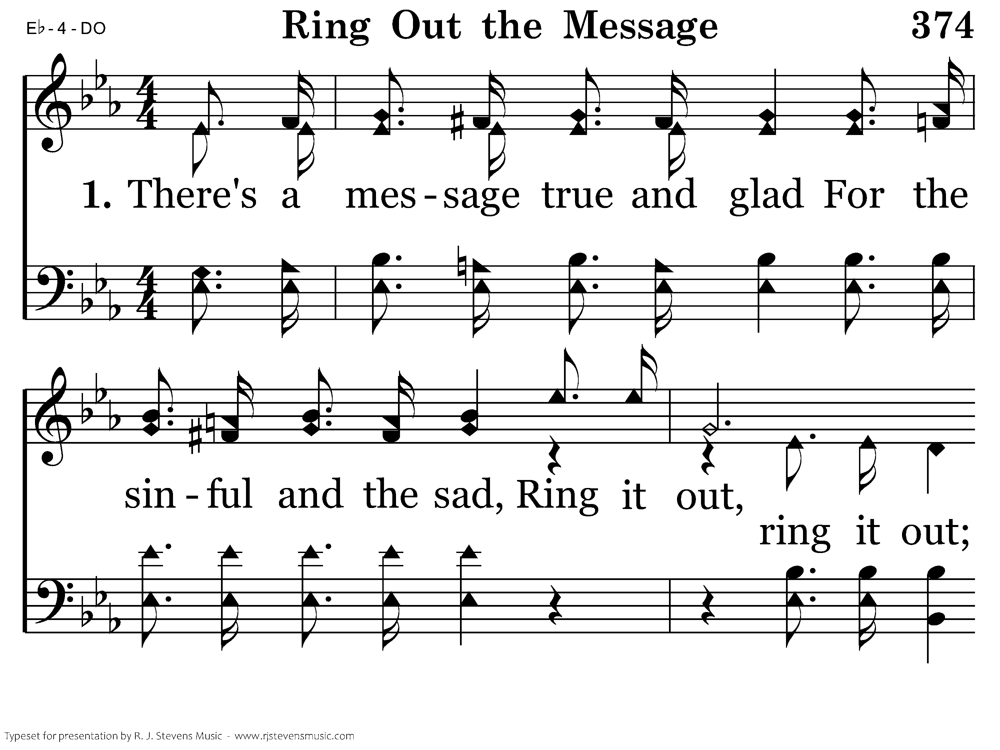 E♭ - 4 - DO
Ring Out the Message
374
1. There's a mes - sage true and glad For the
sin - ful and the sad, Ring it out,
ring it out;
Typeset for presentation by R. J. Stevens Music - www.rjstevensmusic.com